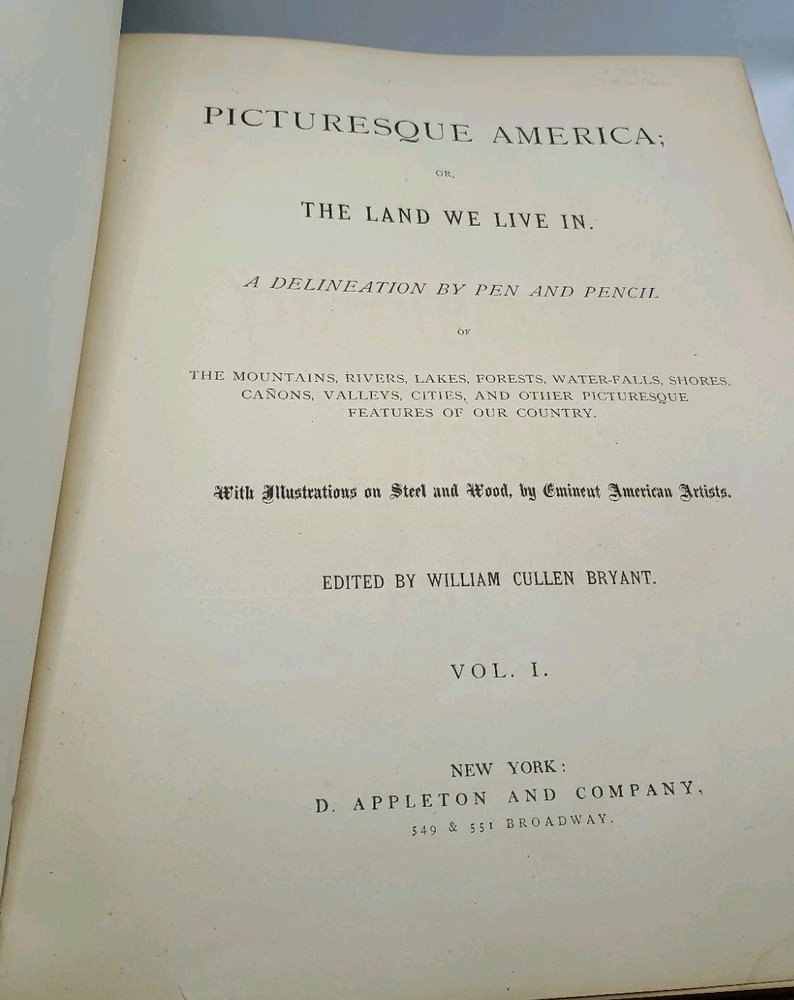 PICTURESQUE AMERICA;
OR,
THE LAND WE LIVE IN.
A DELINEATION BY PEN AND PENCIL
OF
THE MOUNTAINS, RIVERS, LAKES, FORESTS, WATER-FALLS, SHORES,
CAÑONS, VALLEYS, CITIES, AND OTHER PICTURESQUE
FEATURES OF OUR COUNTRY.
With Illustrations on Steel and Wood, by Eminent American Artists.
EDITED BY WILLIAM CULLEN BRYANT.
VOL. I.
NEW YORK:
D. APPLETON AND COMPANY,
549 & 551 BROADWAY.